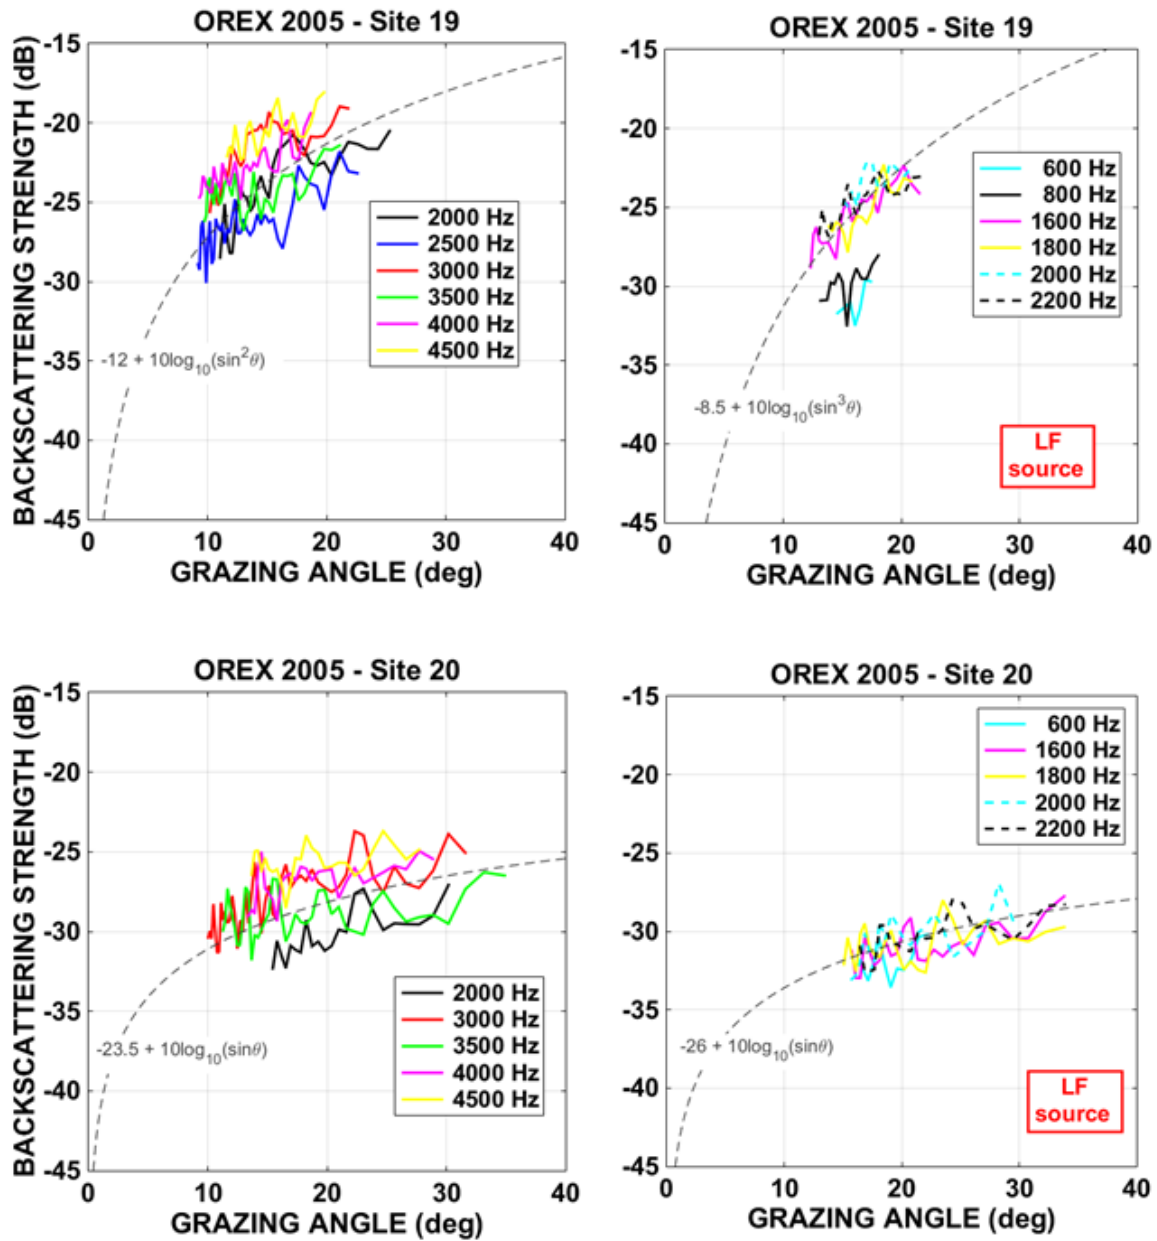 OREX 2005 - Site 19
BACKSCATTERING STRENGTH (dB)
-15
-20
-25
-30
-35
-40
-45
0
10
20
30
40
GRAZING ANGLE (deg)
-12 + 10log₁₀(sin²θ)
2000 Hz
2500 Hz
3000 Hz
3500 Hz
4000 Hz
4500 Hz
OREX 2005 - Site 19
-15
-20
-25
-30
-35
-40
-45
0
10
20
30
40
GRAZING ANGLE (deg)
-8.5 + 10log₁₀(sin³θ)
600 Hz
800 Hz
1600 Hz
1800 Hz
2000 Hz
2200 Hz
LF
source
OREX 2005 - Site 20
BACKSCATTERING STRENGTH (dB)
-15
-20
-25
-30
-35
-40
-45
0
10
20
30
40
GRAZING ANGLE (deg)
-23.5 + 10log₁₀(sinθ)
2000 Hz
3000 Hz
3500 Hz
4000 Hz
4500 Hz
OREX 2005 - Site 20
-15
-20
-25
-30
-35
-40
-45
0
10
20
30
40
GRAZING ANGLE (deg)
-26 + 10log₁₀(sinθ)
600 Hz
1600 Hz
1800 Hz
2000 Hz
2200 Hz
LF
source